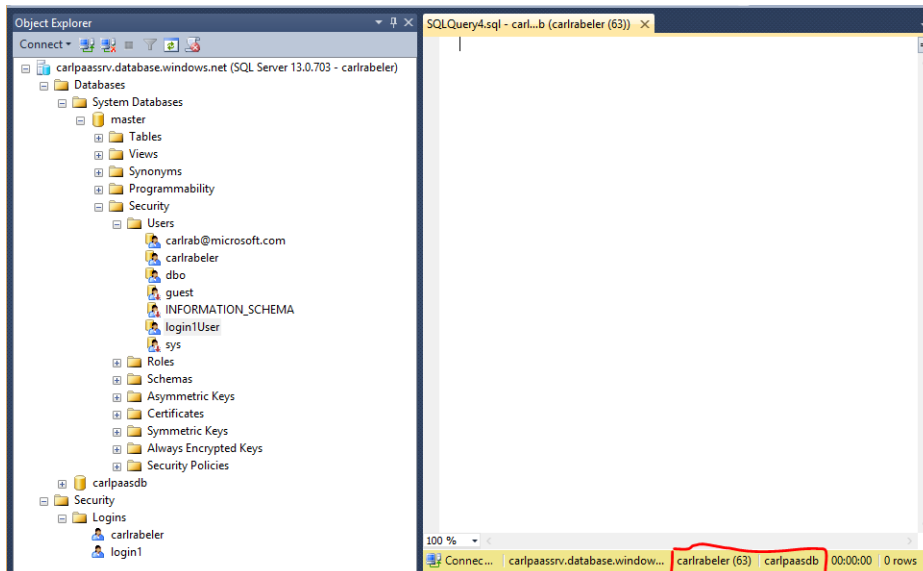 Object Explorer
Connect
carlpaassrv.database.windows.net (SQL Server 13.0.703 - carlrabeler)
Databases
System Databases
master
Tables
Views
Synonyms
Programmability
Security
Users
carlrab@microsoft.com
carlrabeler
dbo
guest
INFORMATION_SCHEMA
login1User
sys
Roles
Schemas
Asymmetric Keys
Certificates
Symmetric Keys
Always Encrypted Keys
Security Policies
carlpaasdb
Security
Logins
carlrabeler
login1
SQLQuery4.sql - carl...b (carlrabeler (63))
100 %
Connec... carlpaassrv.database.window... carlrabeler (63) carlpaasdb 00:00:00 0 rows